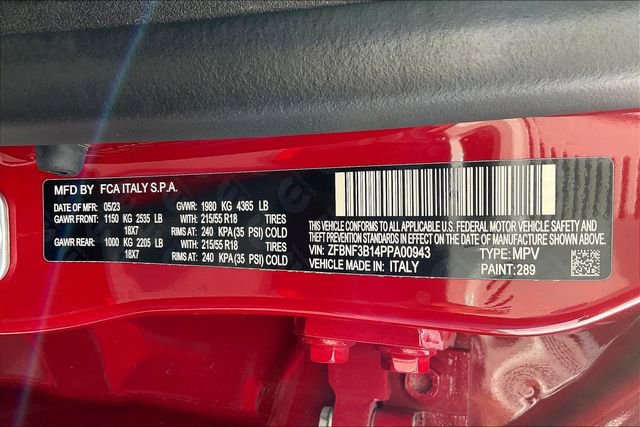 MFD BY FCA ITALY S.P.A.
DATE OF MFR: 05/23 GVWR: 1980 KG 4365 LB
GAWR FRONT: 1150 KG 2535 LB WITH: 215/55 R18 TIRES
18X7 RIMS AT: 240 KPA (35 PSI) COLD
GAWR REAR: 1000 KG 2205 LB WITH: 215/55 R18 TIRES
18X7 RIMS AT: 240 KPA (35 PSI) COLD
THIS VEHICLE CONFORMS TO ALL APPLICABLE U.S. FEDERAL MOTOR VEHICLE SAFETY AND
THEFT PREVENTION STANDARDS IN EFFECT ON THE DATE OF MANUFACTURE SHOWN ABOVE.
VIN: ZFBNF3B14PPA00943 TYPE: MPV
VEHICLE MADE IN: ITALY PAINT: 289